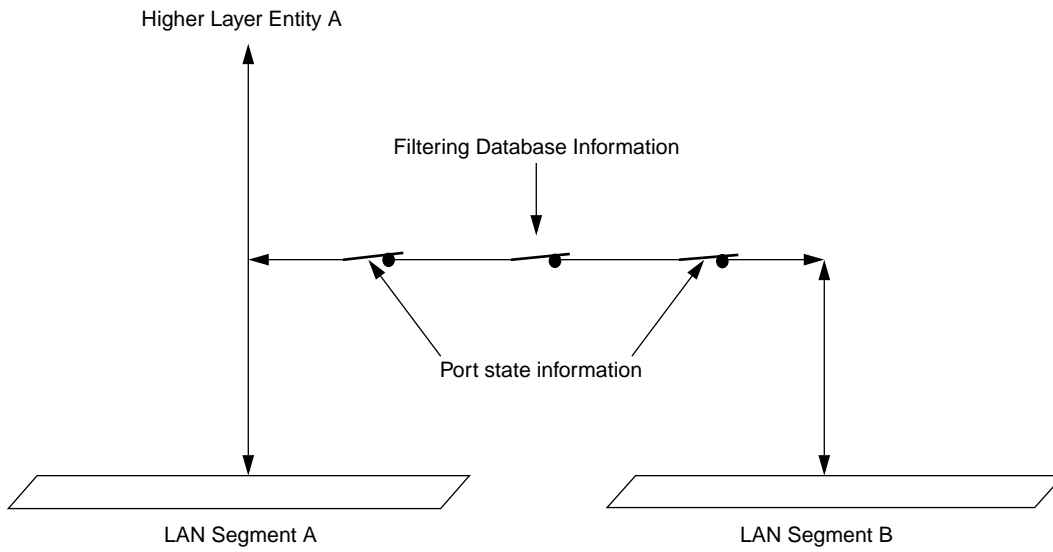 Higher Layer Entity A
Filtering Database Information
Port state information
LAN Segment A
LAN Segment B